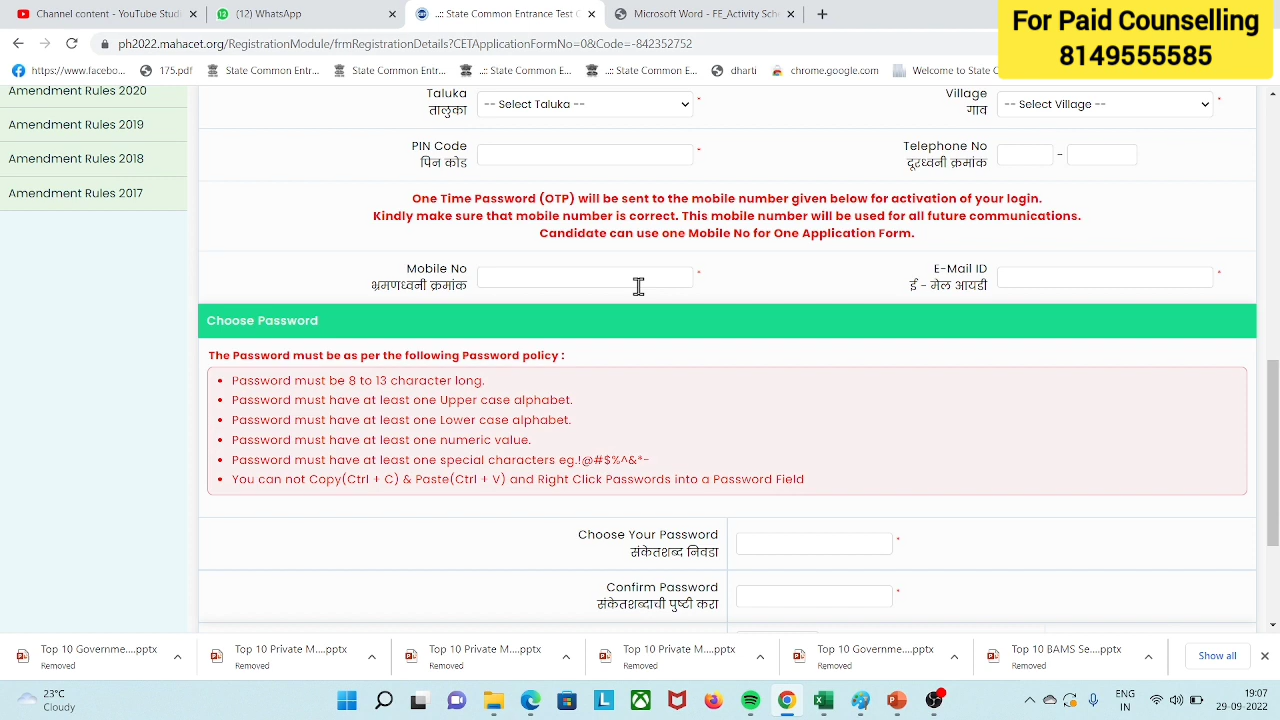 (2) YouTube
(12) WhatsApp
..:: State Common Entrance Test C
Microsoft Word - FE_Activity Sche
For Paid Counselling
8149555585
ph2022.mahacet.org/RegistrationModule/frmRegistrationDetails?CETApplicationFormNo=0&Code=-842352752
https://www.faceboo...
175.pdf
State Common Entr...
State Common Entr...
..:: State Common E...
..:: State Common E...
dharti
chrome.google.com/...
Welcome to State C
Amendment Rules 2020
Amendment Rules 2019
Amendment Rules 2018
Amendment Rules 2017
Taluka
तालुका
-- Select Taluka -- *
Village
गाव
-- Select Village -- *
PIN Code
पिन कोड
*
Telephone No
दूरध्वनी क्रमांक
-
One Time Password (OTP) will be sent to the mobile number given below for activation of your login.
Kindly make sure that mobile number is correct. This mobile number will be used for all future communications.
Candidate can use one Mobile No for One Application Form.
Mobile No
भ्रमणध्वनी क्रमांक
*
E-Mail ID
ई - मेल आयडी
*
Choose Password
The Password must be as per the following Password policy :
• Password must be 8 to 13 character long.
• Password must have at least one Upper case alphabet.
• Password must have at least one Lower case alphabet.
• Password must have at least one numeric value.
• Password must have at least one special characters eg.!@#$%^&*-
• You can not Copy(Ctrl + C) & Paste(Ctrl + V) and Right Click Passwords into a Password Field
Choose Your Password
संकेतशब्द निवडा
*
Confirm Password
संकेतशब्दाची पुष्टी करा
*
Top 10 Governme....pptx
Removed
Top 10 Private M....pptx
Removed
Top 10 Private M....pptx
Removed
Top 10 Private M....pptx
Removed
Top 10 Governme....pptx
Removed
Top 10 BAMS Se....pptx
Removed
Show all
23°C
Cloudy
ENG
IN
19:07
29-09-2022